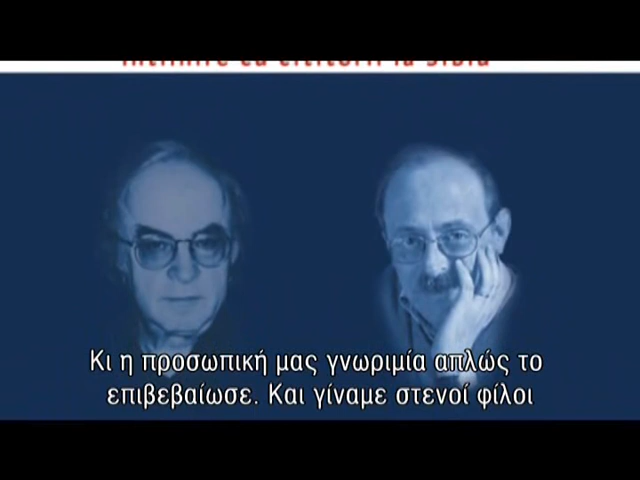 Κι η προσωπική μας γνωριμία απλώς το
επιβεβαίωσε. Και γίναμε στενοί φίλοι